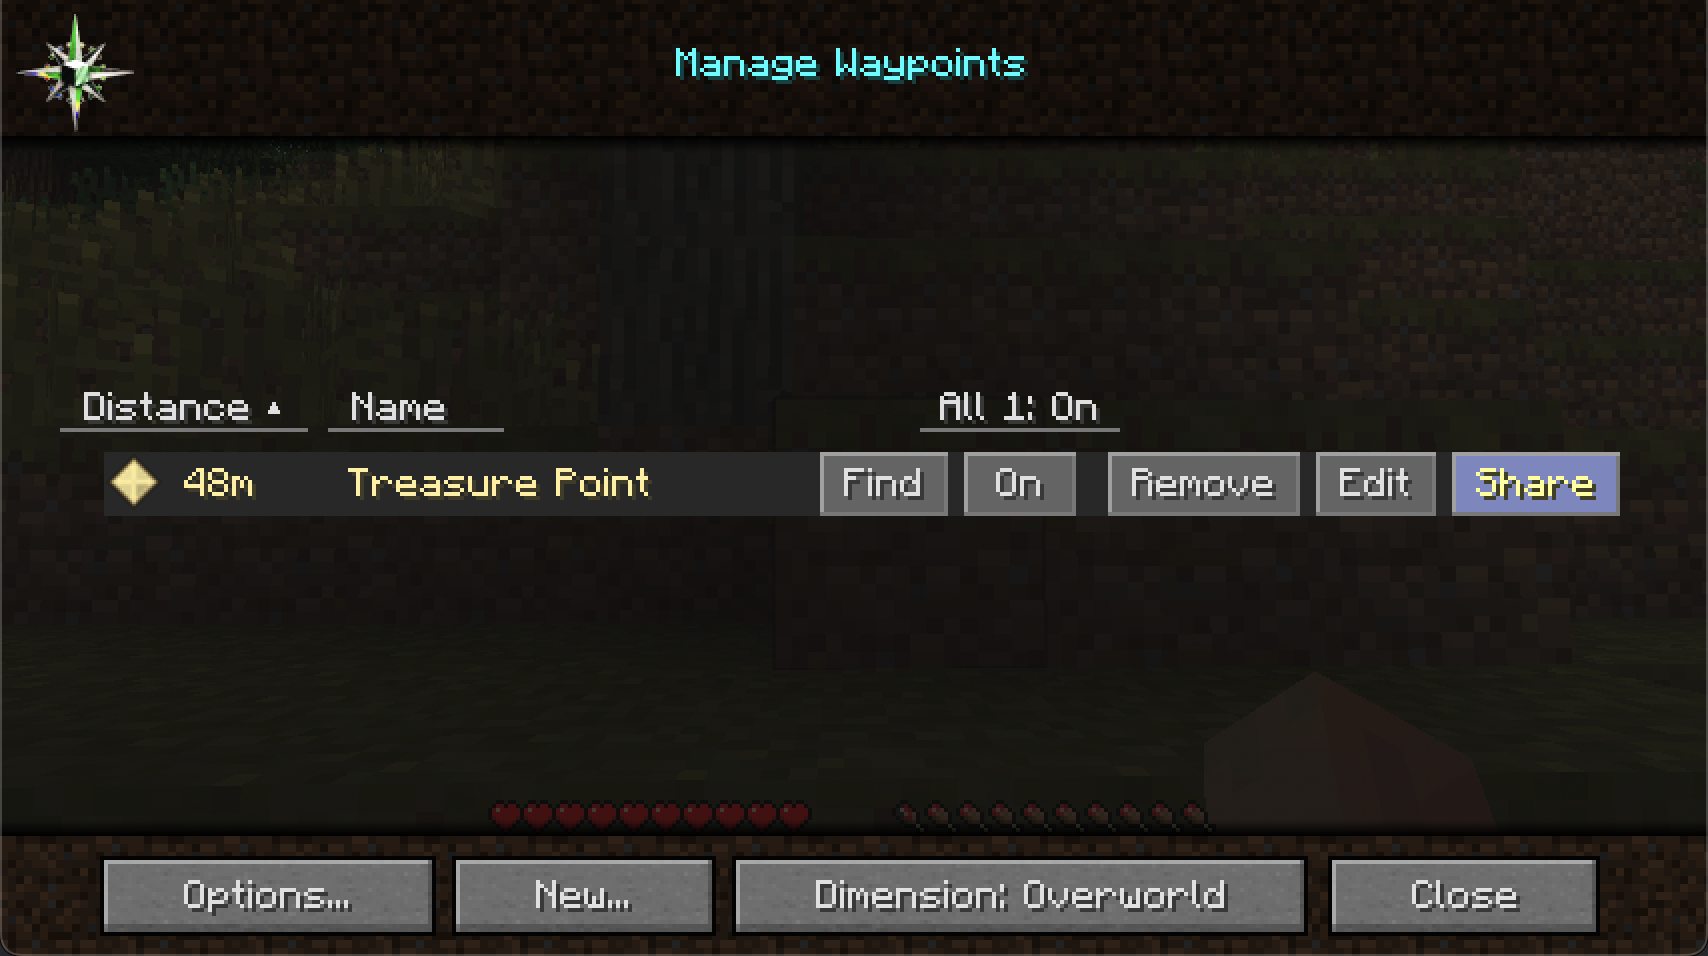 Manage Waypoints
Distance ▲ Name All 1: On
48m Treasure Point Find On Remove Edit Share
Options... New... Dimension: Overworld Close